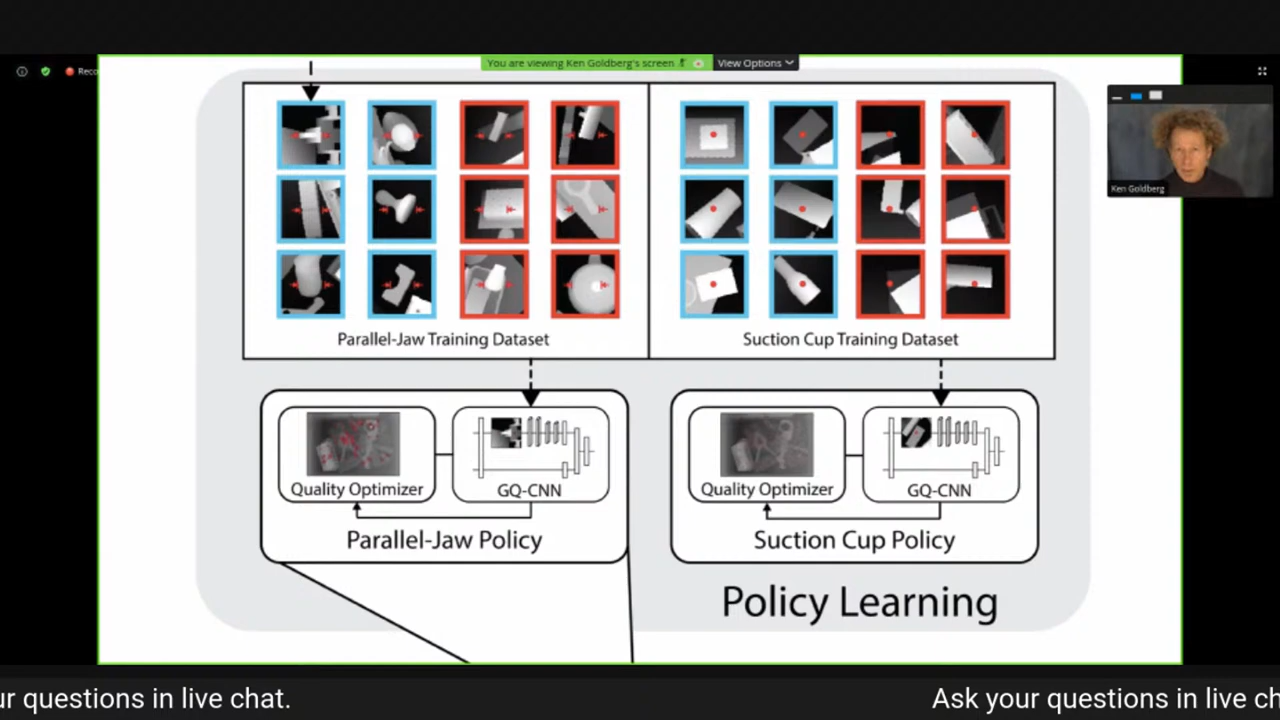 You are viewing Ken Goldberg's screen
View Options
Reco
Ken Goldberg
Parallel-Jaw Training Dataset
Suction Cup Training Dataset
Quality Optimizer
GQ-CNN
Parallel-Jaw Policy
Quality Optimizer
GQ-CNN
Suction Cup Policy
Policy Learning
ur questions in live chat.
Ask your questions in live ch